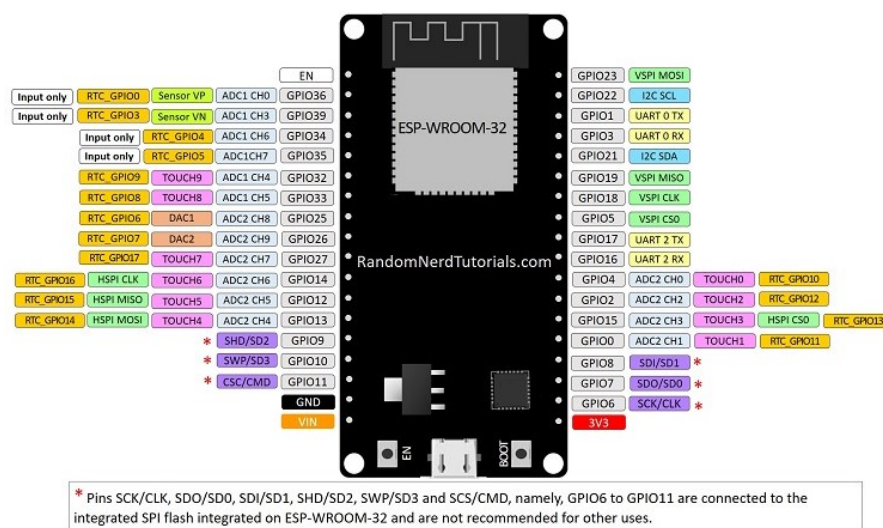 EN
GPIO23 VSPI MOSI
Input only RTC_GPIO0 Sensor VP ADC1 CH0 GPIO36
GPIO22 I2C SCL
Input only RTC_GPIO3 Sensor VN ADC1 CH3 GPIO39
GPIO1 UART 0 TX
Input only RTC_GPIO4 ADC1 CH6 GPIO34
GPIO3 UART 0 RX
Input only RTC_GPIO5 ADC1CH7 GPIO35
GPIO21 I2C SDA
RTC_GPIO9 TOUCH9 ADC1 CH4 GPIO32
GPIO19 VSPI MISO
RTC_GPIO8 TOUCH8 ADC1 CH5 GPIO33
GPIO18 VSPI CLK
RTC_GPIO6 DAC1 ADC2 CH8 GPIO25
GPIO5 VSPI CS0
RTC_GPIO7 DAC2 ADC2 CH9 GPIO26
GPIO17 UART 2 TX
RTC_GPIO17 TOUCH7 ADC2 CH7 GPIO27
GPIO16 UART 2 RX
RTC_GPIO16 HSPI CLK TOUCH6 ADC2 CH6 GPIO14
GPIO4 ADC2 CH0 TOUCH0 RTC_GPIO10
RTC_GPIO15 HSPI MISO TOUCH5 ADC2 CH5 GPIO12
GPIO2 ADC2 CH2 TOUCH2 RTC_GPIO12
RTC_GPIO14 HSPI MOSI TOUCH4 ADC2 CH4 GPIO13
GPIO15 ADC2 CH3 TOUCH3 HSPI CS0 RTC_GPIO13
* SHD/SD2 GPIO9
GPIO0 ADC2 CH1 TOUCH1 RTC_GPIO11
* SWP/SD3 GPIO10
GPIO8 SDI/SD1 *
* CSC/CMD GPIO11
GPIO7 SDO/SD0 *
GND
GPIO6 SCK/CLK *
VIN
3V3
ESP-WROOM-32
RandomNerdTutorials.com
EN
BOOT
* Pins SCK/CLK, SDO/SD0, SDI/SD1, SHD/SD2, SWP/SD3 and SCS/CMD, namely, GPIO6 to GPIO11 are connected to the
integrated SPI flash integrated on ESP-WROOM-32 and are not recommended for other uses.